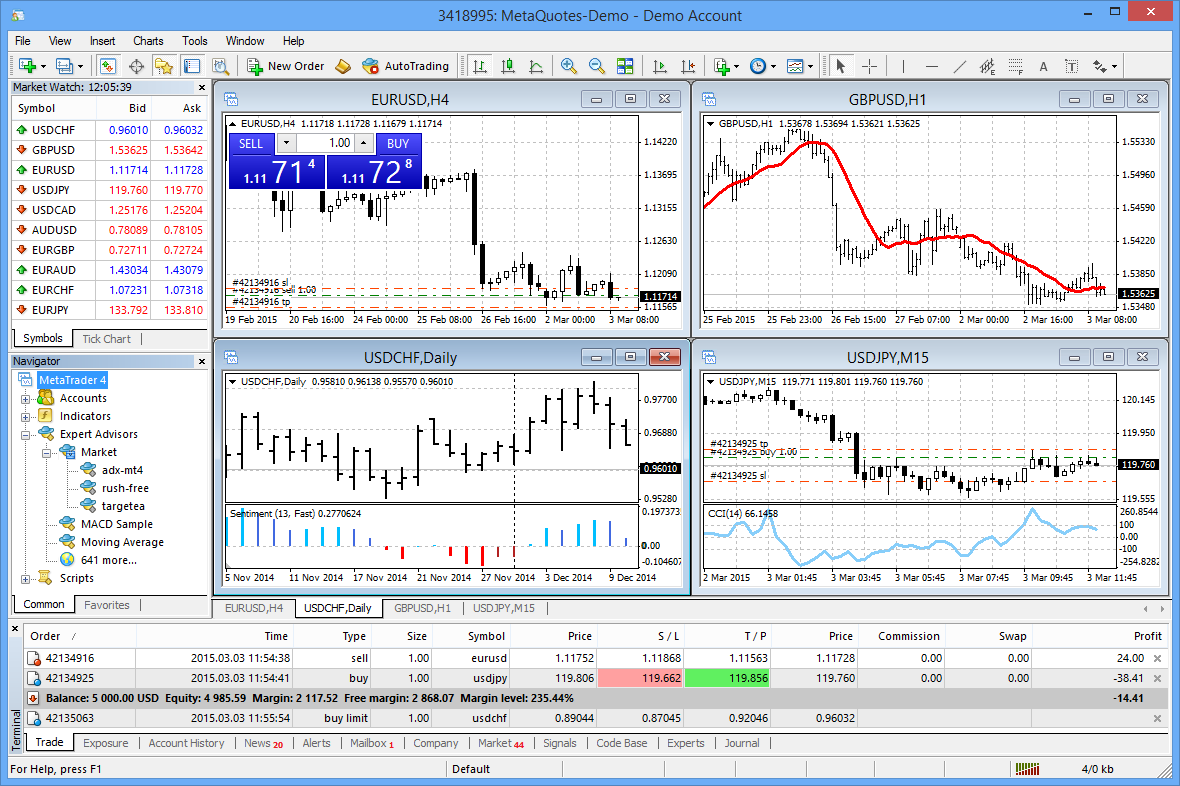 3418995: MetaQuotes-Demo - Demo Account
File View Insert Charts Tools Window Help
New Order AutoTrading A T
Market Watch: 12:05:39
Symbol Bid Ask
USDCHF 0.96010 0.96032
GBPUSD 1.53625 1.53642
EURUSD 1.11714 1.11728
USDJPY 119.760 119.770
USDCAD 1.25176 1.25204
AUDUSD 0.78089 0.78105
EURGBP 0.72711 0.72724
EURAUD 1.43034 1.43079
EURCHF 1.07231 1.07318
EURJPY 133.792 133.810
Symbols Tick Chart
Navigator
MetaTrader 4
Accounts
Indicators
Expert Advisors
Market
adx-mt4
rush-free
targetea
MACD Sample
Moving Average
641 more...
Scripts
Common Favorites
EURUSD,H4
EURUSD,H4 1.11718 1.11728 1.11679 1.11714
SELL 1.00 BUY
1.11 71 4 1.11 72 8
1.14220
1.13695
1.13155
1.12630
1.12090
1.11714
1.11565
#42134916 sl
#42134916 sell 1.00
#42134916 tp
19 Feb 2015 20 Feb 16:00 24 Feb 00:00 25 Feb 08:00 26 Feb 16:00 2 Mar 00:00 3 Mar 08:00
GBPUSD,H1
GBPUSD,H1 1.53678 1.53694 1.53621 1.53625
1.55330
1.54960
1.54590
1.54220
1.53850
1.53625
1.53480
25 Feb 2015 25 Feb 23:00 26 Feb 15:00 27 Feb 07:00 2 Mar 00:00 2 Mar 16:00 3 Mar 08:00
USDCHF,Daily
USDCHF,Daily 0.95810 0.96138 0.95570 0.96010
0.97700
0.96880
0.96010
0.95280
Sentiment (13, Fast) 0.2770624
0.197373
0.00
-0.104607
5 Nov 2014 11 Nov 2014 17 Nov 2014 21 Nov 2014 27 Nov 2014 3 Dec 2014 9 Dec 2014
USDJPY,M15
USDJPY,M15 119.771 119.801 119.760 119.760
120.145
119.950
119.760
119.555
#42134925 tp
#42134925 buy 1.00
#42134925 sl
CCI(14) 66.1458
260.8544
100
0.00
-100
-254.8282
2 Mar 2015 3 Mar 01:45 3 Mar 03:45 3 Mar 05:45 3 Mar 07:45 3 Mar 09:45 3 Mar 11:45
EURUSD,H4 USDCHF,Daily GBPUSD,H1 USDJPY,M15
Order / Time Type Size Symbol Price S / L T / P Price Commission Swap Profit
42134916 2015.03.03 11:54:38 sell 1.00 eurusd 1.11752 1.11868 1.11563 1.11728 0.00 0.00 24.00
42134925 2015.03.03 11:54:41 buy 1.00 usdjpy 119.806 119.662 119.856 119.760 0.00 0.00 -38.41
Balance: 5 000.00 USD Equity: 4 985.59 Margin: 2 117.52 Free margin: 2 868.07 Margin level: 235.44% -14.41
42135063 2015.03.03 11:55:54 buy limit 1.00 usdchf 0.89044 0.87045 0.92046 0.96032
Terminal
Trade Exposure Account History News 20 Alerts Mailbox 1 Company Market 44 Signals Code Base Experts Journal
For Help, press F1 Default 4/0 kb